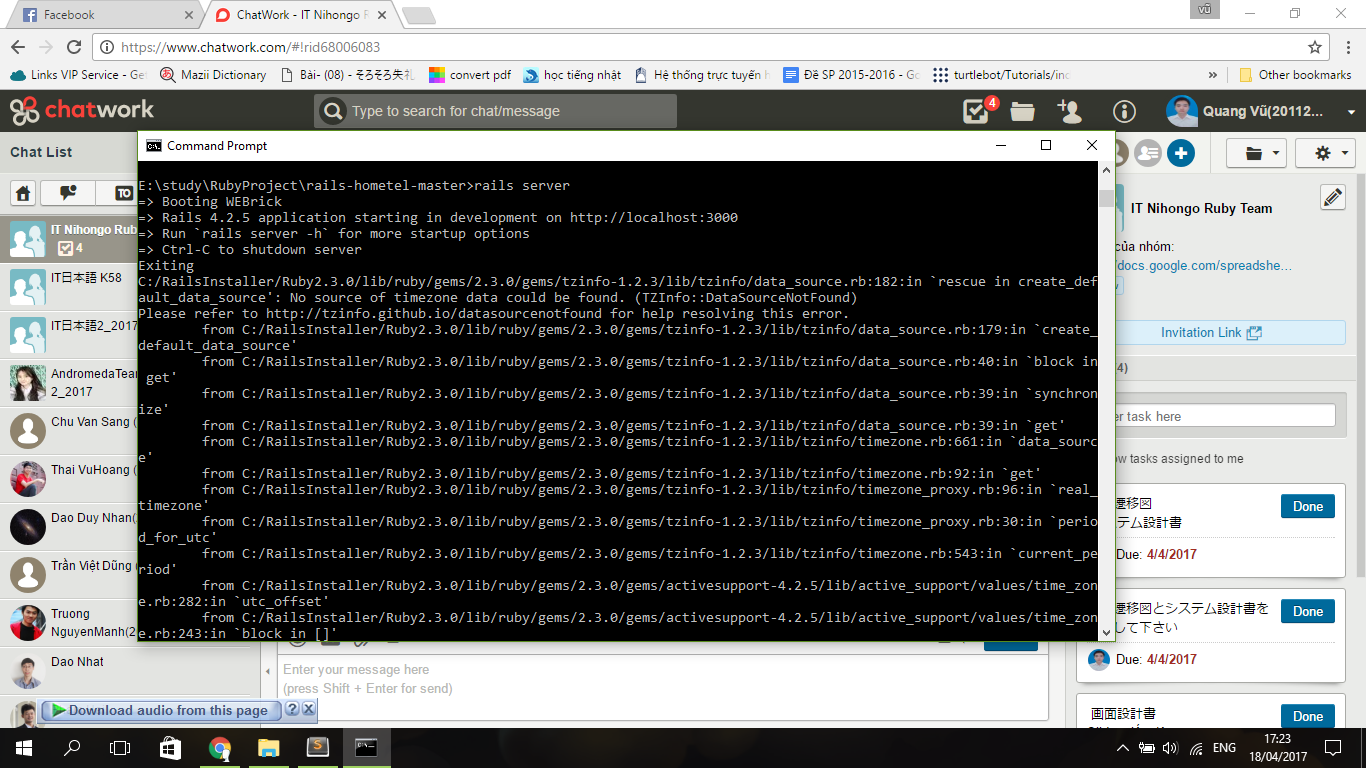 Facebook
ChatWork - IT Nihongo R
vũ
https://www.chatwork.com/#!rid68006083
Links VIP Service - Ge
Mazii Dictionary
Bài- (08) - そろそろ失礼
convert pdf
học tiếng nhật
Hệ thống trực tuyến h
Đề SP 2015-2016 - Go
turtlebot/Tutorials/in
»
Other bookmarks
chatwork
Type to search for chat/message
4
Quang Vũ(20112...
Chat List
TO
IT Nihongo Rub
4
IT日本語 K58
IT日本語2_2017
AndromedaTeam
2_2017
Chu Van Sang (
Thai VuHoang (
Dao Duy Nhan(2
Trần Việt Dũng (
Truong
NguyenManh(2
Dao Nhat
Command Prompt
E:\study\RubyProject\rails-hometel-master>rails server
=> Booting WEBrick
=> Rails 4.2.5 application starting in development on http://localhost:3000
=> Run `rails server -h` for more startup options
=> Ctrl-C to shutdown server
Exiting
C:/RailsInstaller/Ruby2.3.0/lib/ruby/gems/2.3.0/gems/tzinfo-1.2.3/lib/tzinfo/data_source.rb:182:in `rescue in create_def
ault_data_source': No source of timezone data could be found. (TZInfo::DataSourceNotFound)
Please refer to http://tzinfo.github.io/datasourcenotfound for help resolving this error.
from C:/RailsInstaller/Ruby2.3.0/lib/ruby/gems/2.3.0/gems/tzinfo-1.2.3/lib/tzinfo/data_source.rb:179:in `create_
default_data_source'
from C:/RailsInstaller/Ruby2.3.0/lib/ruby/gems/2.3.0/gems/tzinfo-1.2.3/lib/tzinfo/data_source.rb:40:in `block in
get'
from C:/RailsInstaller/Ruby2.3.0/lib/ruby/gems/2.3.0/gems/tzinfo-1.2.3/lib/tzinfo/data_source.rb:39:in `synchron
ize'
from C:/RailsInstaller/Ruby2.3.0/lib/ruby/gems/2.3.0/gems/tzinfo-1.2.3/lib/tzinfo/data_source.rb:39:in `get'
from C:/RailsInstaller/Ruby2.3.0/lib/ruby/gems/2.3.0/gems/tzinfo-1.2.3/lib/tzinfo/timezone.rb:661:in `data_sourc
e'
from C:/RailsInstaller/Ruby2.3.0/lib/ruby/gems/2.3.0/gems/tzinfo-1.2.3/lib/tzinfo/timezone.rb:92:in `get'
from C:/RailsInstaller/Ruby2.3.0/lib/ruby/gems/2.3.0/gems/tzinfo-1.2.3/lib/tzinfo/timezone_proxy.rb:96:in `real_
timezone'
from C:/RailsInstaller/Ruby2.3.0/lib/ruby/gems/2.3.0/gems/tzinfo-1.2.3/lib/tzinfo/timezone_proxy.rb:30:in `perio
d_for_utc'
from C:/RailsInstaller/Ruby2.3.0/lib/ruby/gems/2.3.0/gems/tzinfo-1.2.3/lib/tzinfo/timezone.rb:543:in `current_pe
riod'
from C:/RailsInstaller/Ruby2.3.0/lib/ruby/gems/2.3.0/gems/activesupport-4.2.5/lib/active_support/values/time_zon
e.rb:282:in `utc_offset'
from C:/RailsInstaller/Ruby2.3.0/lib/ruby/gems/2.3.0/gems/activesupport-4.2.5/lib/active_support/values/time_zon
e.rb:243:in `block in []'
Enter your message here
(press Shift + Enter for send)
IT Nihongo Ruby Team
của nhóm:
/docs.google.com/spreadshe...
Invitation Link
4)
er task here
ow tasks assigned to me
遷移図
テム設計書
Done
Due: 4/4/2017
遷移図とシステム設計書を
して下さい
Done
Due: 4/4/2017
画面設計書
Done
Download audio from this page
ENG
17:23
18/04/2017